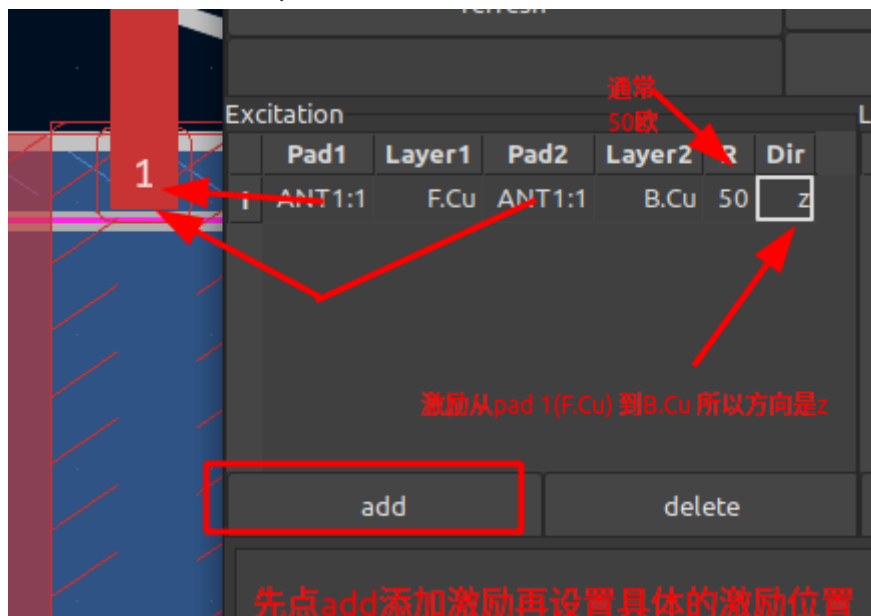 refresh
通常
50欧
Excitation
L
Pad1 Layer1 Pad2 Layer2 R Dir
1 ANT1:1 F.Cu ANT1:1 B.Cu 50 z
1
激励从pad 1(F.Cu) 到B.Cu 所以方向是z
add delete
先点add添加激励再设置具体的激励位置